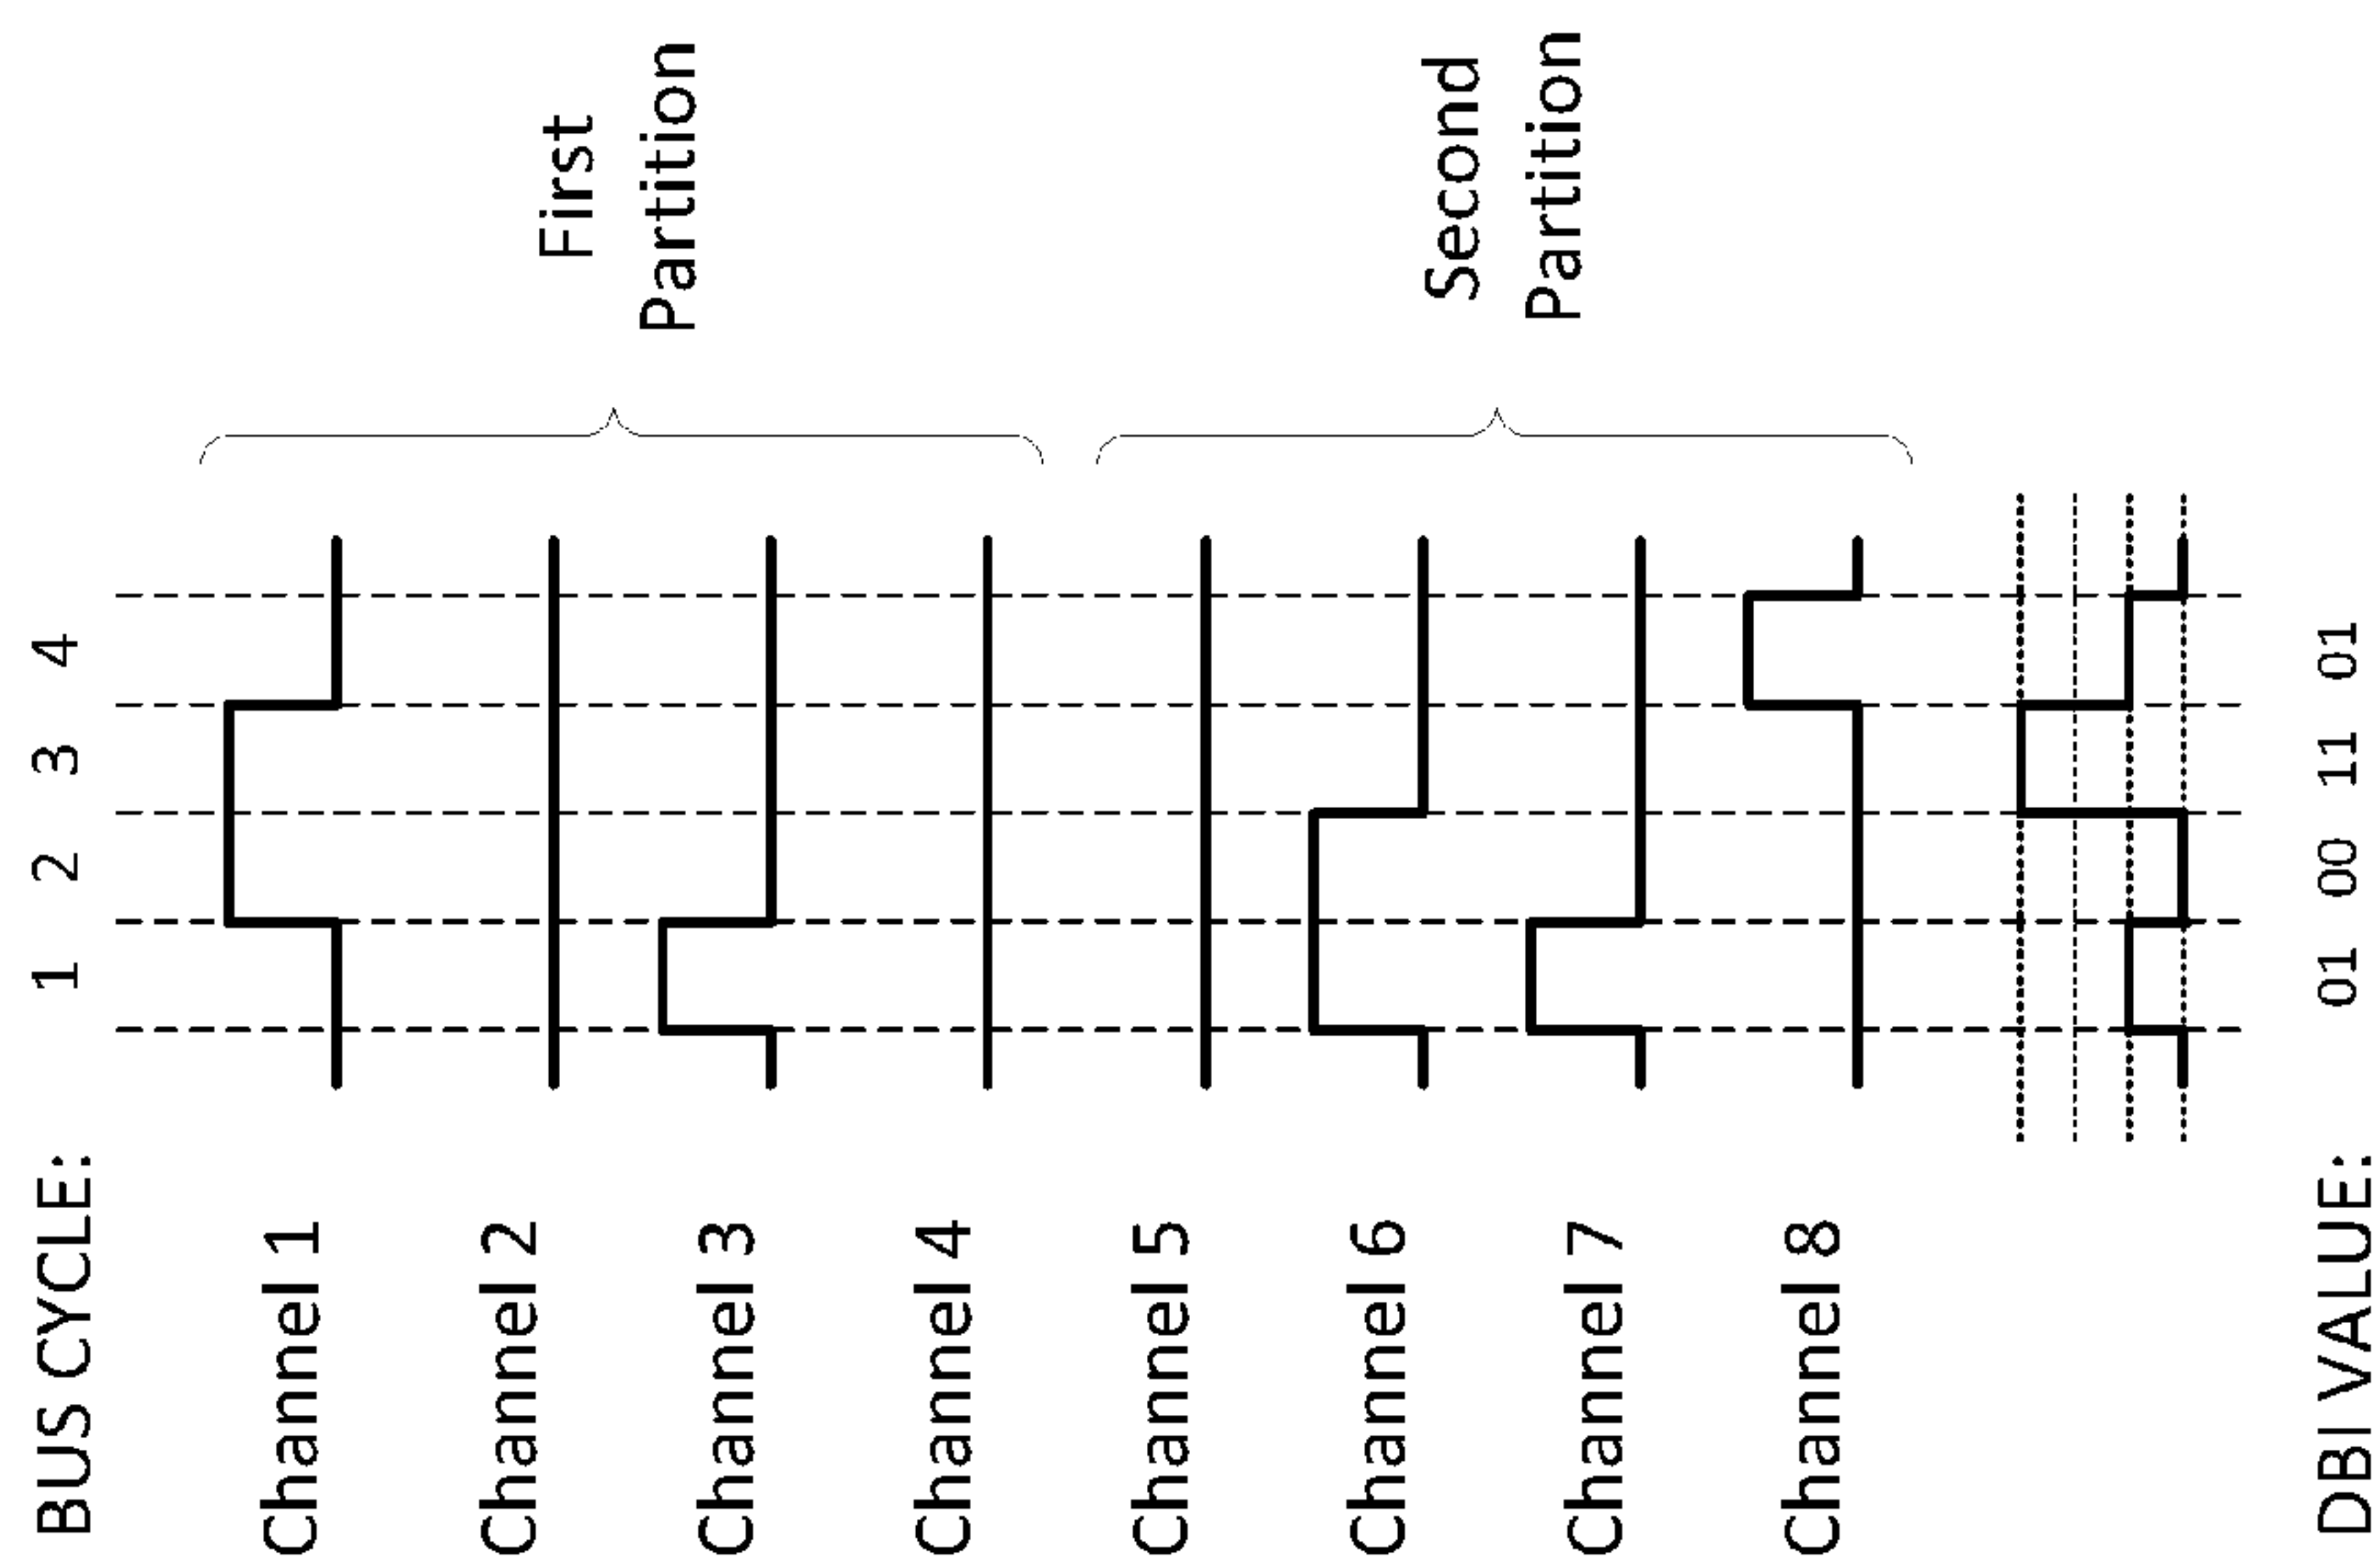 BUS CYCLE: 1 2 3 4
Channel 1
Channel 2
First
Partition
Channel 3
Channel 4
Channel 5
Channel 6
Second
Partition
Channel 7
Channel 8
DBI VALUE: 01 00 11 01